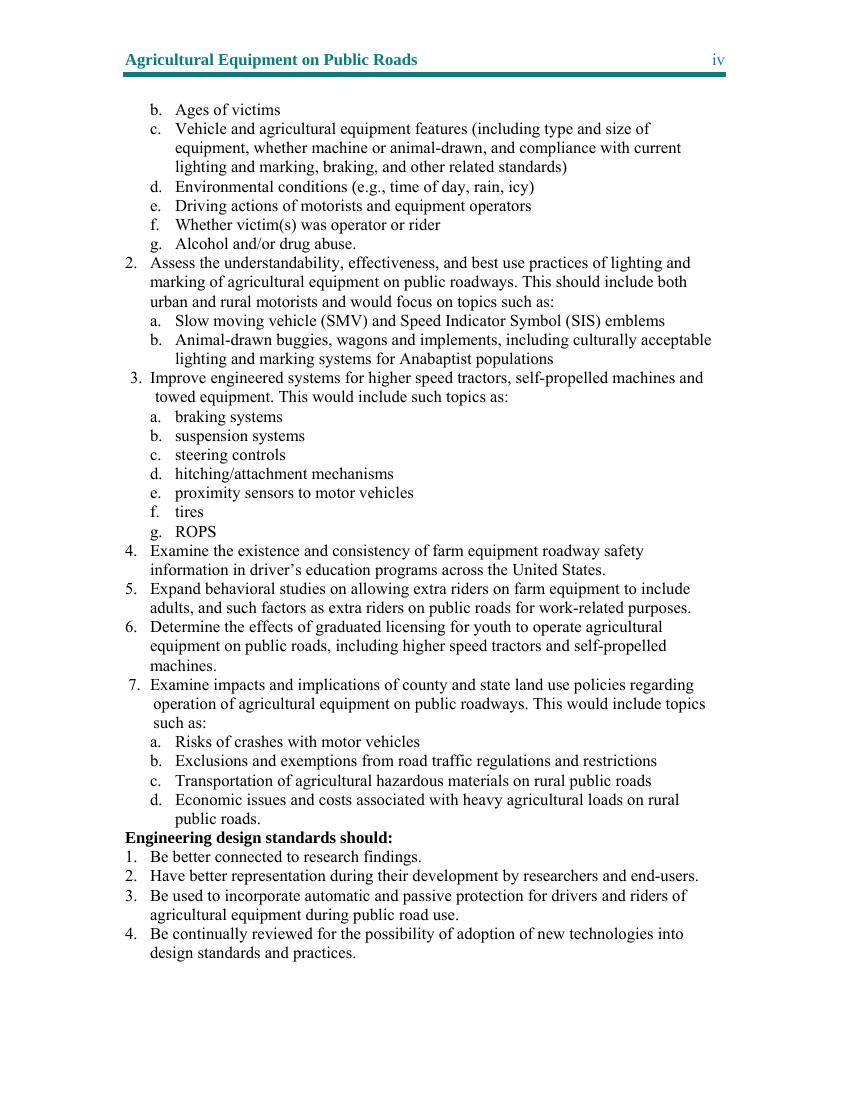 Agricultural Equipment on Public Roads iv
b. Ages of victims
c. Vehicle and agricultural equipment features (including type and size of
equipment, whether machine or animal-drawn, and compliance with current
lighting and marking, braking, and other related standards)
d. Environmental conditions (e.g., time of day, rain, icy)
e. Driving actions of motorists and equipment operators
f. Whether victim(s) was operator or rider
g. Alcohol and/or drug abuse.
2. Assess the understandability, effectiveness, and best use practices of lighting and
marking of agricultural equipment on public roadways. This should include both
urban and rural motorists and would focus on topics such as:
a. Slow moving vehicle (SMV) and Speed Indicator Symbol (SIS) emblems
b. Animal-drawn buggies, wagons and implements, including culturally acceptable
lighting and marking systems for Anabaptist populations
3. Improve engineered systems for higher speed tractors, self-propelled machines and
towed equipment. This would include such topics as:
a. braking systems
b. suspension systems
c. steering controls
d. hitching/attachment mechanisms
e. proximity sensors to motor vehicles
f. tires
g. ROPS
4. Examine the existence and consistency of farm equipment roadway safety
information in driver’s education programs across the United States.
5. Expand behavioral studies on allowing extra riders on farm equipment to include
adults, and such factors as extra riders on public roads for work-related purposes.
6. Determine the effects of graduated licensing for youth to operate agricultural
equipment on public roads, including higher speed tractors and self-propelled
machines.
7. Examine impacts and implications of county and state land use policies regarding
operation of agricultural equipment on public roadways. This would include topics
such as:
a. Risks of crashes with motor vehicles
b. Exclusions and exemptions from road traffic regulations and restrictions
c. Transportation of agricultural hazardous materials on rural public roads
d. Economic issues and costs associated with heavy agricultural loads on rural
public roads.
Engineering design standards should:
1. Be better connected to research findings.
2. Have better representation during their development by researchers and end-users.
3. Be used to incorporate automatic and passive protection for drivers and riders of
agricultural equipment during public road use.
4. Be continually reviewed for the possibility of adoption of new technologies into
design standards and practices.